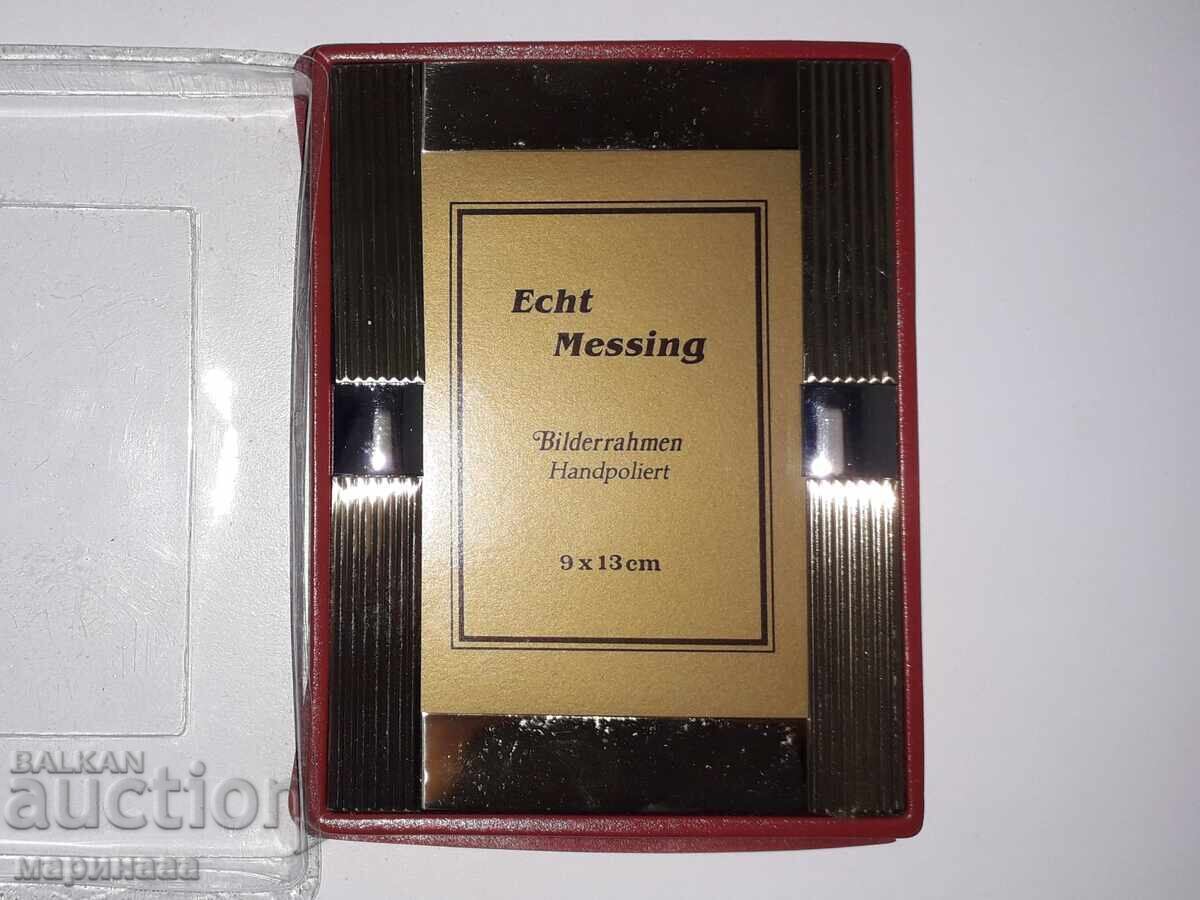 Echt
Messing
Bilderrahmen
Handpoliert
9 x 13 cm
BALKAN
auction
маринааа